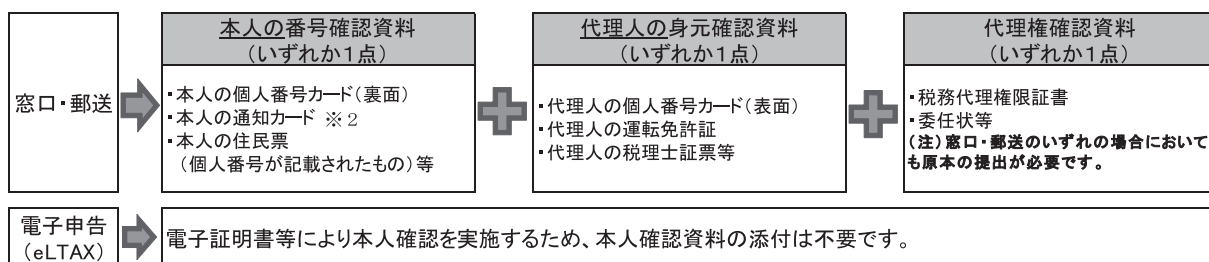 窓口・郵送
本人の番号確認資料
(いずれか1点)
・本人の個人番号カード(裏面)
・本人の通知カード ※2
・本人の住民票
(個人番号が記載されたもの)等
代理人の身元確認資料
(いずれか1点)
・代理人の個人番号カード(表面)
・代理人の運転免許証
・代理人の税理士証票等
代理権確認資料
(いずれか1点)
・税務代理権限証書
・委任状等
(注)窓口・郵送のいずれの場合において
も原本の提出が必要です。
電子申告
(eLTAX)
電子証明書等により本人確認を実施するため、本人確認資料の添付は不要です。